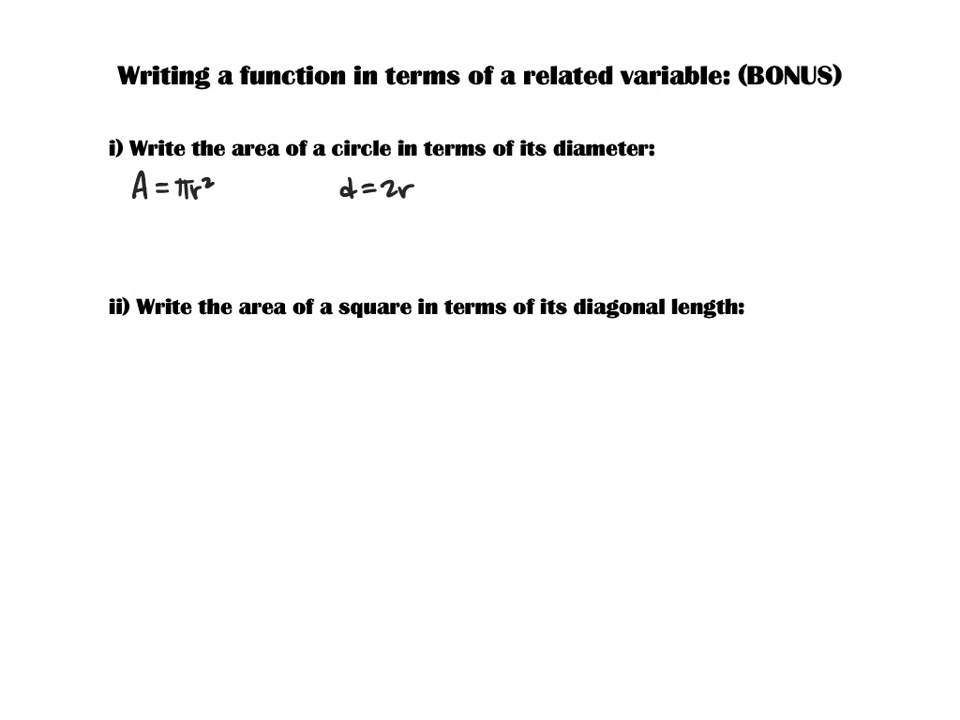 Writing a function in terms of a related variable: (BONUS)
i) Write the area of a circle in terms of its diameter:
A = πr² d = 2r
ii) Write the area of a square in terms of its diagonal length: